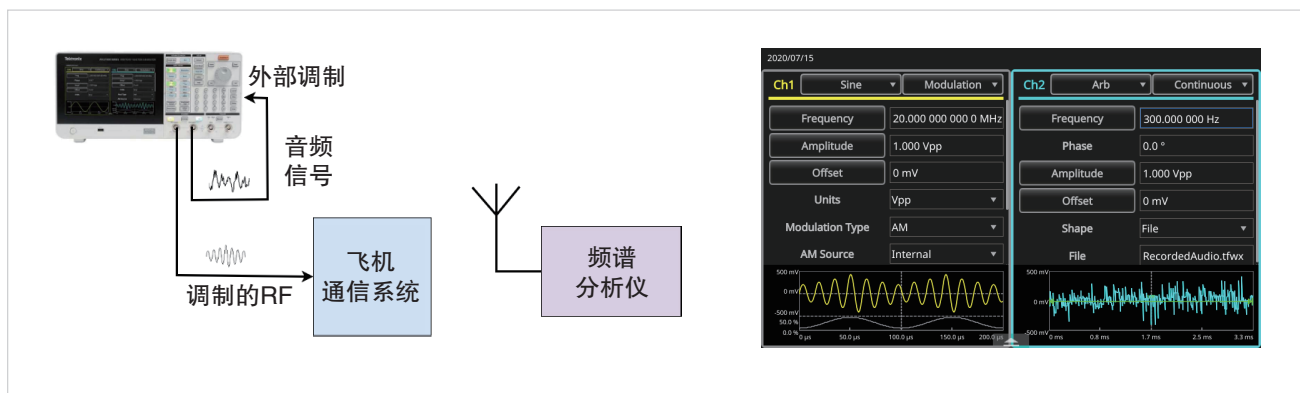 Tektronix
外部调制
音频
信号
调制的RF
飞机
通信系统
频谱
分析仪
2020/07/15
Ch1 Sine Modulation
Frequency 20.000 000 000 0 MHz
Amplitude 1.000 Vpp
Offset 0 mV
Units Vpp
Modulation Type AM
AM Source Internal
500 mV
0 mV
-500 mV
50.0 %
0.0 %
0 µs 50.0 µs 100.0 µs 150.0 µs 200.0 µs
Ch2 Arb Continuous
Frequency 300.000 000 Hz
Phase 0.0 °
Amplitude 1.000 Vpp
Offset 0 mV
Shape File
File RecordedAudio.tfwx
500 mV
0 mV
-500 mV
0 ms 0.8 ms 1.7 ms 2.5 ms 3.3 ms